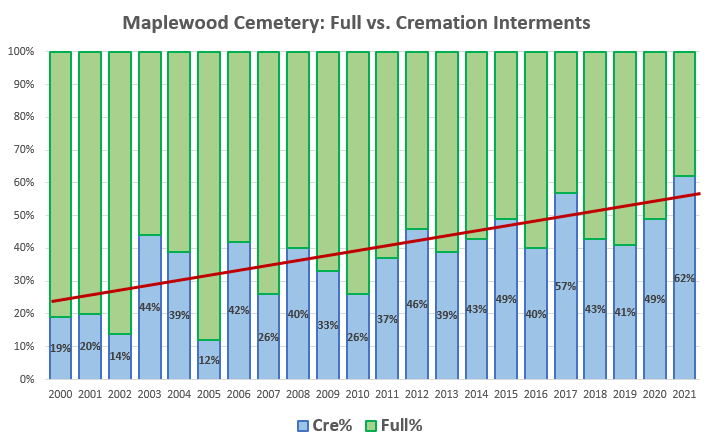 Maplewood Cemetery: Full vs. Cremation Interments
100%
90%
80%
70%
60%
50%
40%
30%
20%
10%
0%
19% 20% 14% 44% 39% 12% 42% 26% 40% 33% 26% 37% 46% 39% 43% 49% 40% 57% 43% 41% 49% 62%
2000 2001 2002 2003 2004 2005 2006 2007 2008 2009 2010 2011 2012 2013 2014 2015 2016 2017 2018 2019 2020 2021
Cre% Full%